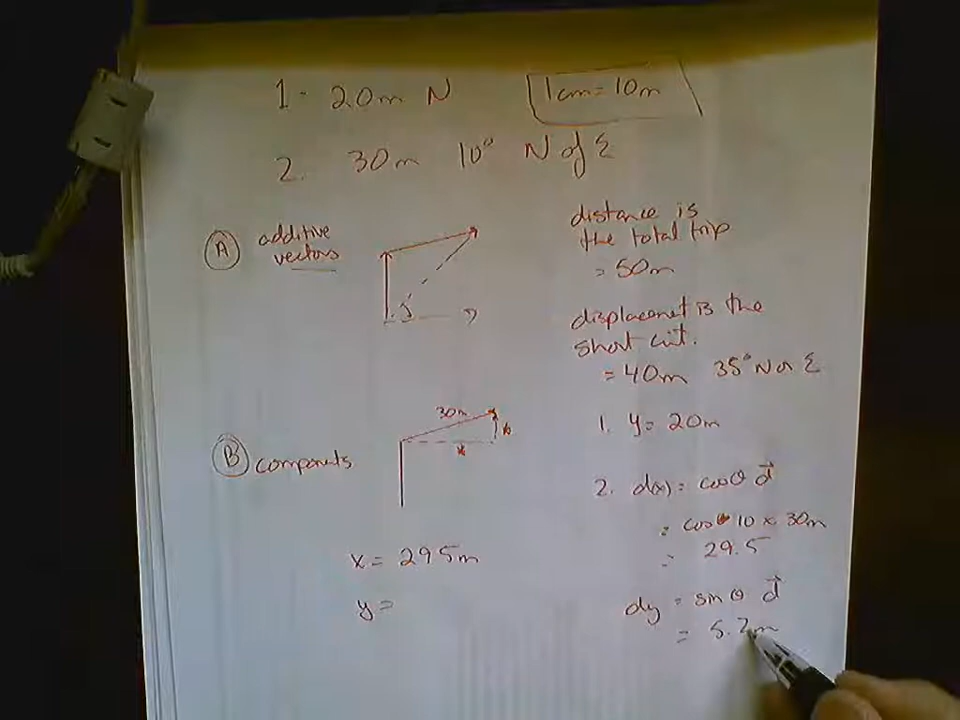 1. 20m N
1cm = 10m
2. 30m 10° N of E
A additive vectors
distance is
the total trip
= 50m
displacment is the
short cut.
= 40m 35° N of E
B components
30m
1. y = 20m
2. d(x) = cosθ d
= cos 10 x 30m
= 29.5
x = 29.5m
y =
dy = sin θ d
= 5.2m